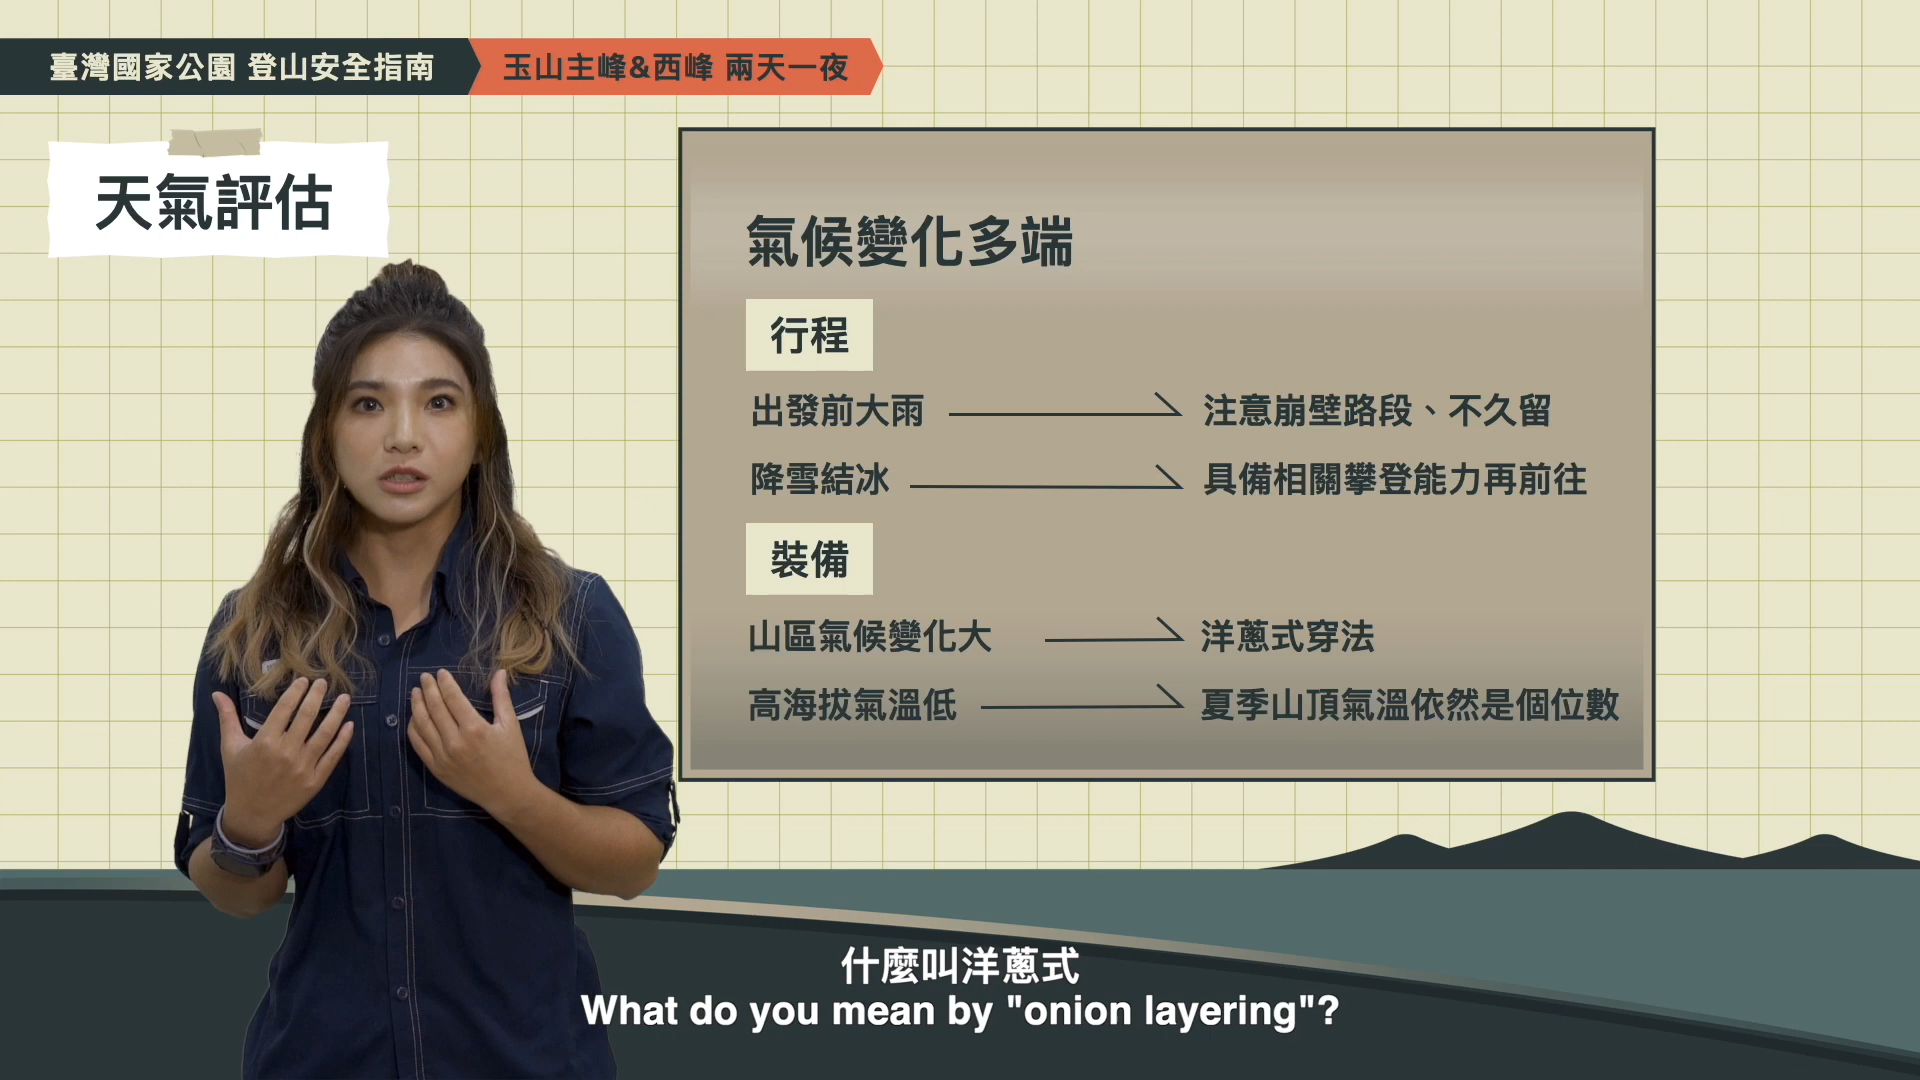 臺灣國家公園 登山安全指南
玉山主峰&西峰 兩天一夜
天氣評估
氣候變化多端
行程
出發前大雨
注意崩壁路段、不久留
降雪結冰
具備相關攀登能力再前往
裝備
山區氣候變化大
洋蔥式穿法
高海拔氣溫低
夏季山頂氣溫依然是個位數
什麼叫洋蔥式
What do you mean by "onion layering"?